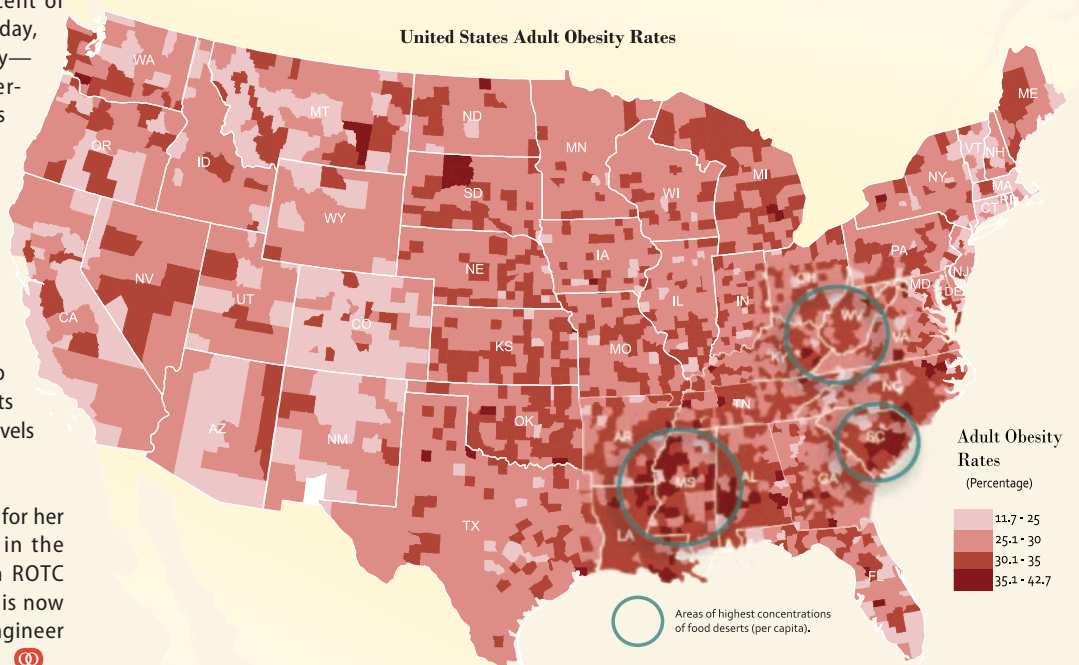 cent of
day,
y—
er-
s
o
ts
vels
for her
in the
n ROTC
is now
gineer
United States Adult Obesity Rates
WA
OR
ID
MT
ND
SD
WY
NV
UT
CA
CO
AZ
NM
NE
KS
OK
TX
MN
IA
MO
WI
IL
MI
IN
OH
KY
WV
VA
TN
NC
SC
GA
AL
MS
AR
LA
FL
ME
VT
NH
NY
MA
RI
CT
PA
NJ
MD
DE
Adult Obesity
Rates
(Percentage)
11.7 - 25
25.1 - 30
30.1 - 35
35.1 - 42.7
Areas of highest concentrations
of food deserts (per capita).